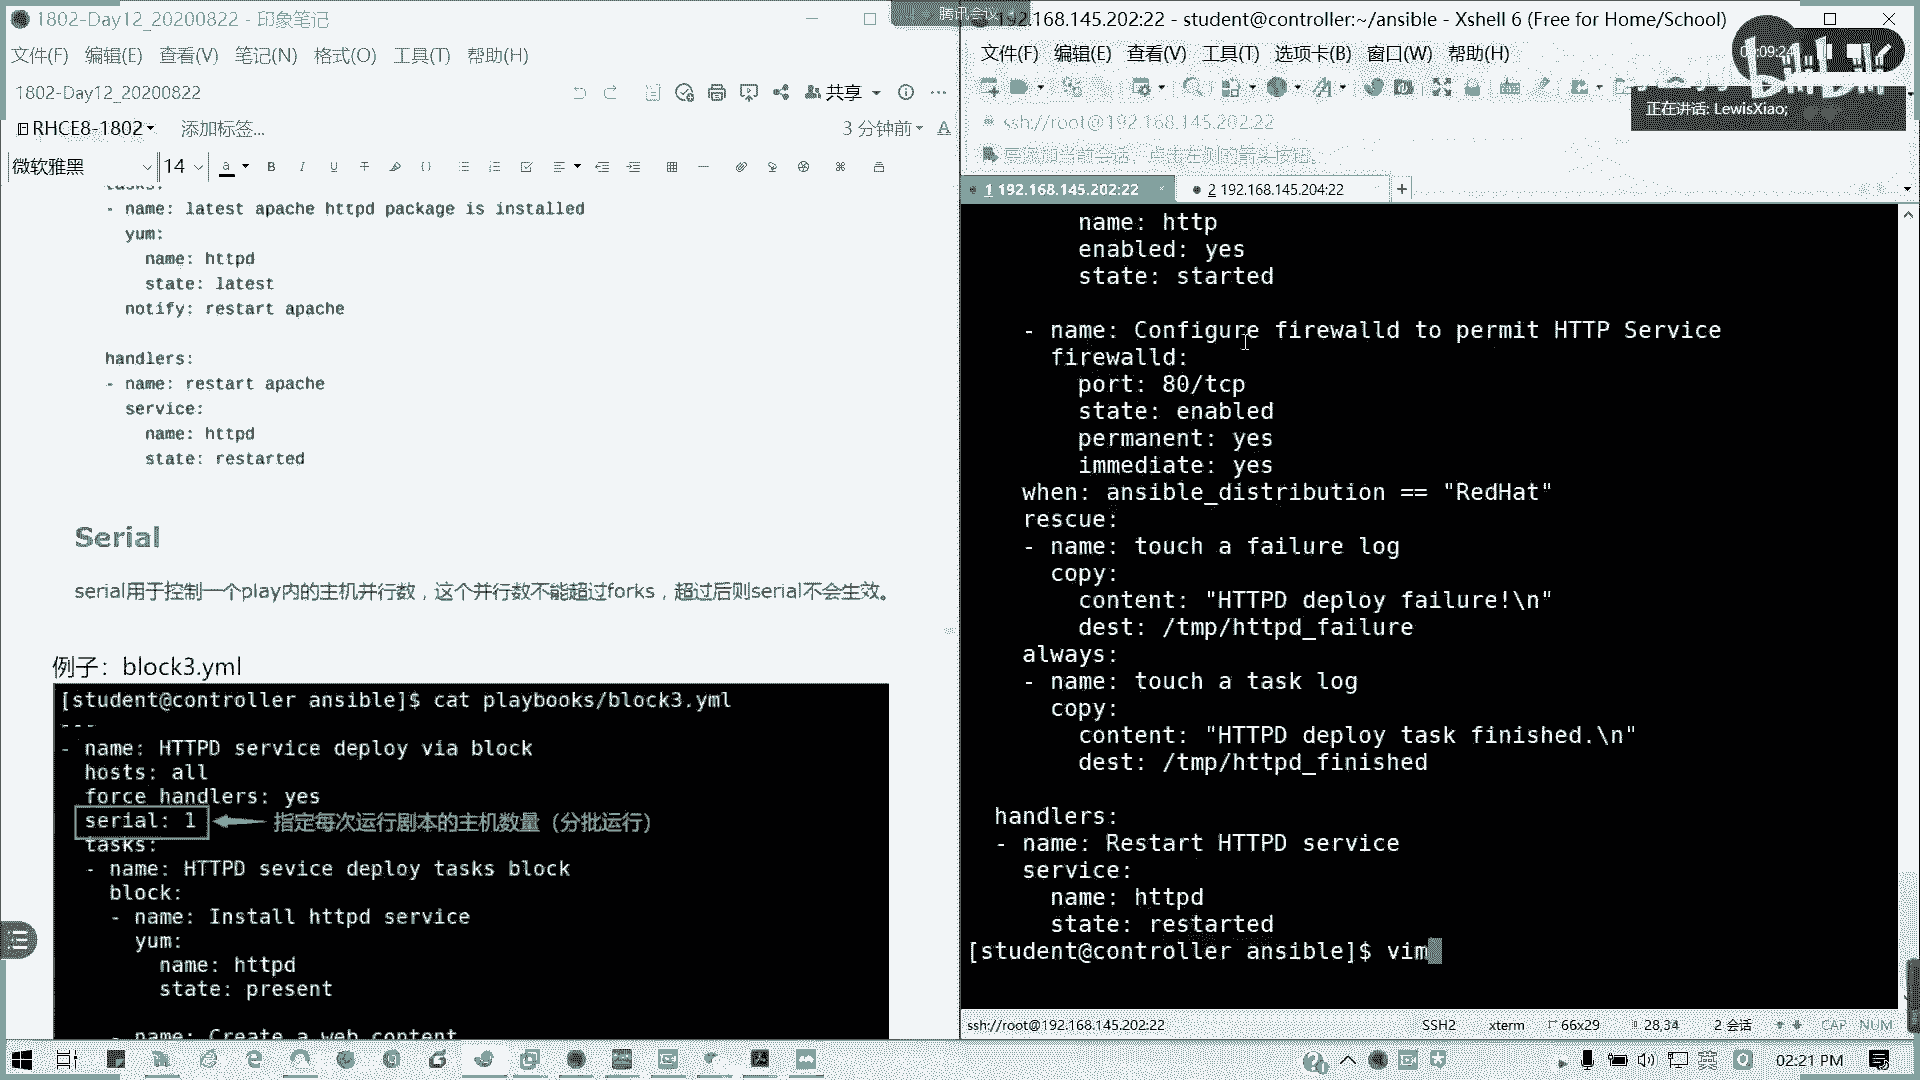 1802-Day12_20200822 - 印象笔记
文件(F) 编辑(E) 查看(V) 笔记(N) 格式(O) 工具(T) 帮助(H)
1802-Day12_20200822
共享
RHCE8-1802
添加标签...
3 分钟前
微软雅黑
14
tasks:
- name: latest apache httpd package is installed
yum:
name: httpd
state: latest
notify: restart apache
handlers:
- name: restart apache
service:
name: httpd
state: restarted
Serial
serial用于控制一个play内的主机并行数，这个并行数不能超过forks，超过后则serial不会生效。
例子：block3.yml
[student@controller ansible]$ cat playbooks/block3.yml
---
- name: HTTPD service deploy via block
hosts: all
force handlers: yes
serial: 1
指定每次运行剧本的主机数量（分批运行）
tasks:
- name: HTTPD sevice deploy tasks block
block:
- name: Install httpd service
yum:
name: httpd
state: present
- name: Create a web content
腾讯会议
192.168.145.202:22 - student@controller:~/ansible - Xshell 6 (Free for Home/School)
文件(F) 编辑(E) 查看(V) 工具(T) 选项卡(B) 窗口(W) 帮助(H)
09:24
正在讲话: LewisXiao;
ssh://root@192.168.145.202:22
要添加当前会话，点击左侧的箭头按钮。
1 192.168.145.202:22
2 192.168.145.204:22
name: http
enabled: yes
state: started
- name: Configure firewalld to permit HTTP Service
firewalld:
port: 80/tcp
state: enabled
permanent: yes
immediate: yes
when: ansible_distribution == "RedHat"
rescue:
- name: touch a failure log
copy:
content: "HTTPD deploy failure!\n"
dest: /tmp/httpd_failure
always:
- name: touch a task log
copy:
content: "HTTPD deploy task finished.\n"
dest: /tmp/httpd_finished
handlers:
- name: Restart HTTPD service
service:
name: httpd
state: restarted
[student@controller ansible]$ vim
ssh://root@192.168.145.202:22
SSH2
xterm
66x29
28,34
2 会话
CAP NUM
英
02:21 PM